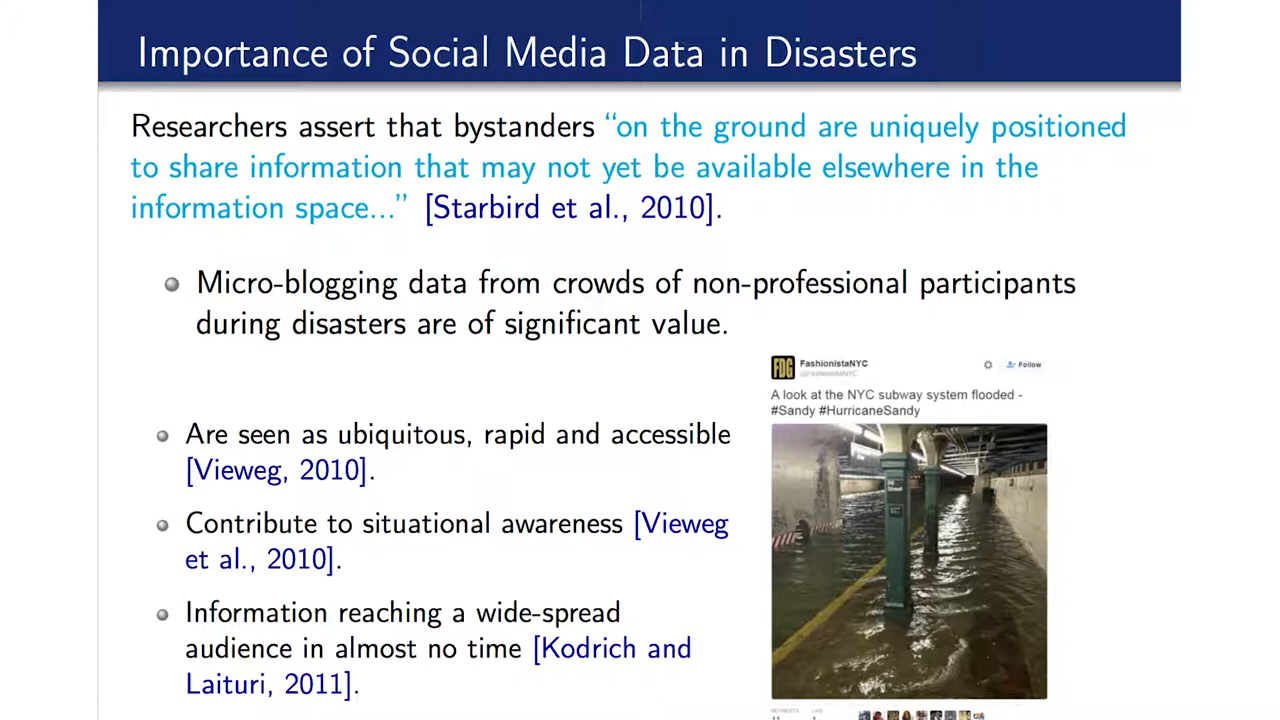 Importance of Social Media Data in Disasters
Researchers assert that bystanders “on the ground are uniquely positioned
to share information that may not yet be available elsewhere in the
information space...” [Starbird et al., 2010].
Micro-blogging data from crowds of non-professional participants
during disasters are of significant value.
Are seen as ubiquitous, rapid and accessible
[Vieweg, 2010].
Contribute to situational awareness [Vieweg
et al., 2010].
Information reaching a wide-spread
audience in almost no time [Kodrich and
Laituri, 2011].
FDG
FashionistaNYC
Follow
A look at the NYC subway system flooded -
#Sandy #HurricaneSandy